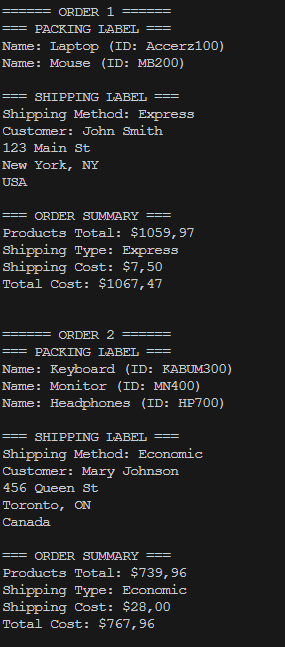 ====== ORDER 1 ======
=== PACKING LABEL ===
Name: Laptop (ID: Accerz100)
Name: Mouse (ID: MB200)
=== SHIPPING LABEL ===
Shipping Method: Express
Customer: John Smith
123 Main St
New York, NY
USA
=== ORDER SUMMARY ===
Products Total: $1059,97
Shipping Type: Express
Shipping Cost: $7,50
Total Cost: $1067,47
====== ORDER 2 ======
=== PACKING LABEL ===
Name: Keyboard (ID: KABUM300)
Name: Monitor (ID: MN400)
Name: Headphones (ID: HP700)
=== SHIPPING LABEL ===
Shipping Method: Economic
Customer: Mary Johnson
456 Queen St
Toronto, ON
Canada
=== ORDER SUMMARY ===
Products Total: $739,96
Shipping Type: Economic
Shipping Cost: $28,00
Total Cost: $767,96